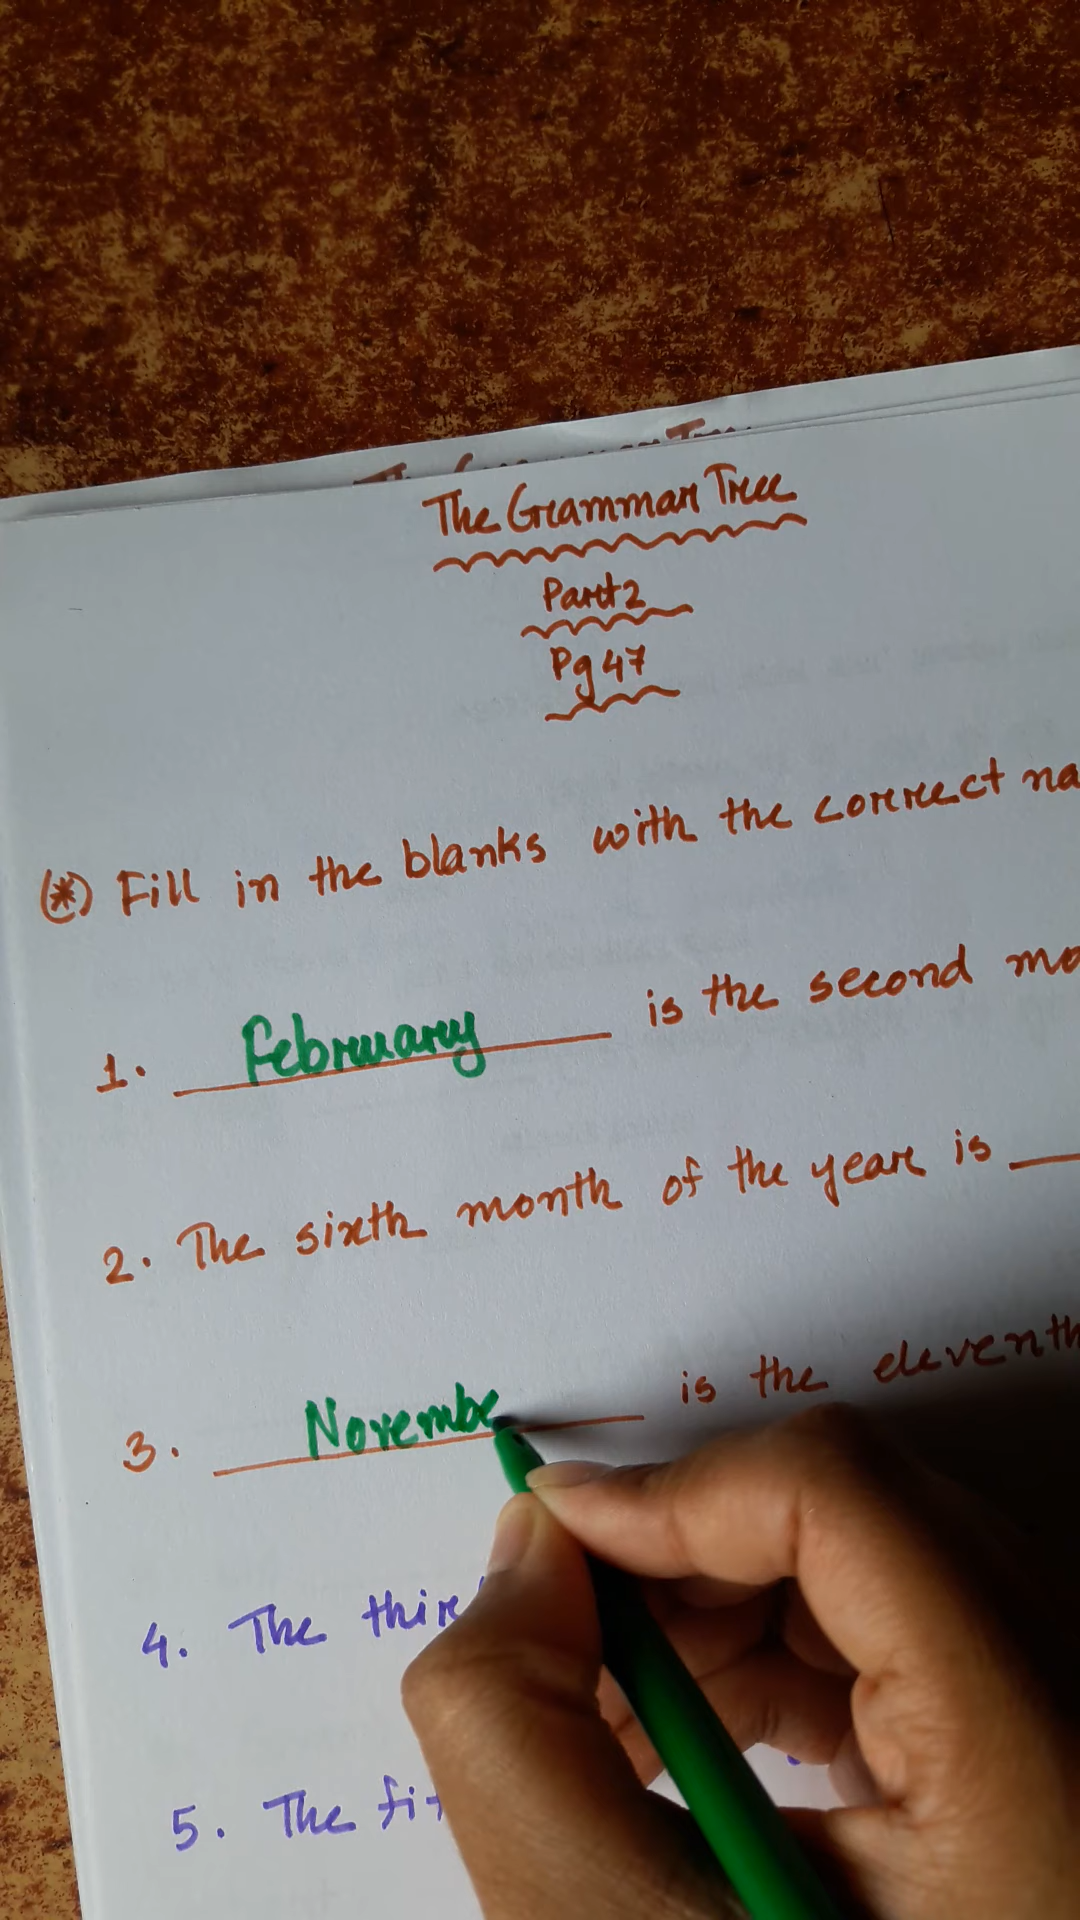 The Grammar Tree
Part 2
Pg 47
(*) Fill in the blanks with the correct na
1. February is the second mo
2. The sixth month of the year is
3. Novembe is the eleventh
4. The third
5. The fif